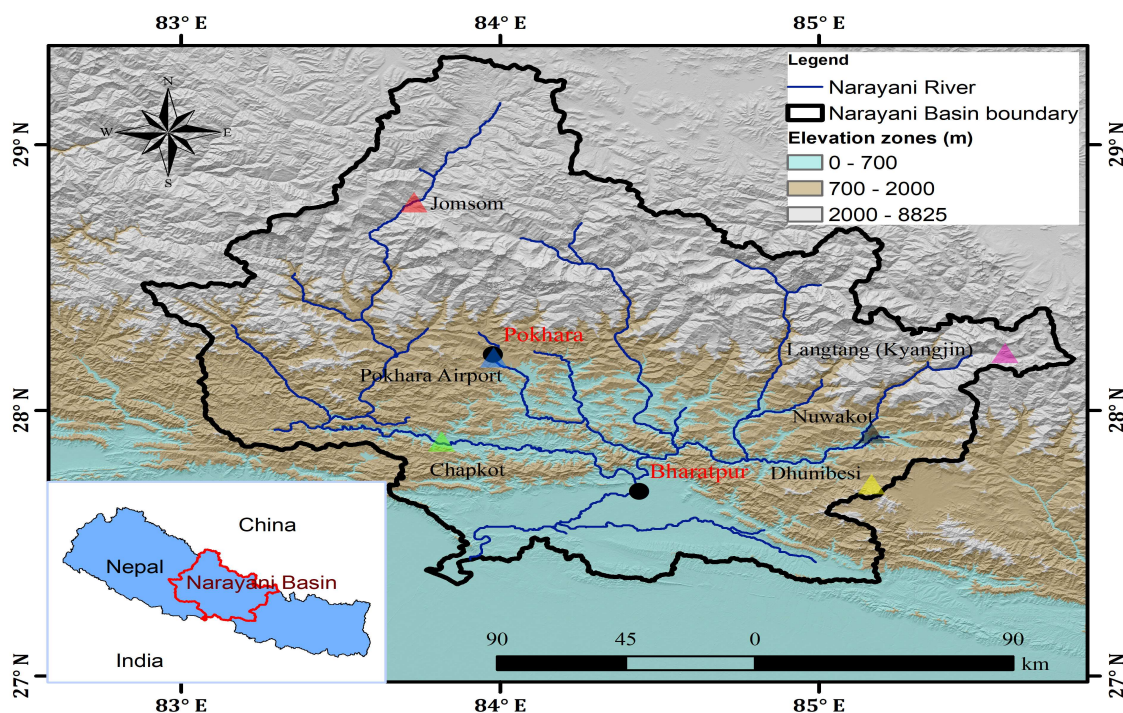 83° E 84° E 85° E
Legend
Narayani River
Narayani Basin boundary
Elevation zones (m)
0 - 700
700 - 2000
2000 - 8825
N
W E
S
29°N 29°N
Jomsom
Pokhara
Langtang (Kyangjin)
Pokhara Airport
28°N 28°N
Nuwakot
Chapkot
Bharatpur
Dhunibesi
China
Nepal
Narayani Basin
India
90 45 0 90
km
27°N 27°N
83° E 84° E 85° E